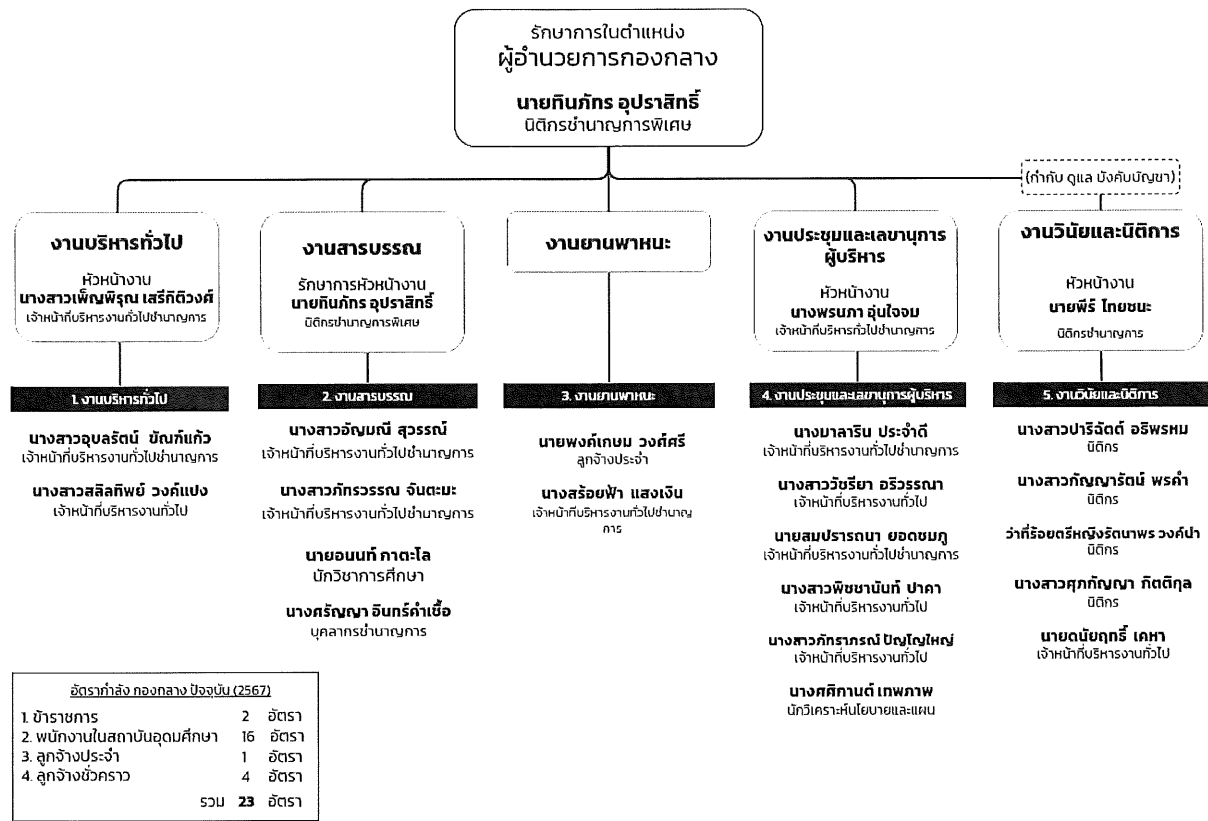 รักษาการในตำแหน่ง
ผู้อำนวยการกองกลาง
นายทินภัทร อุปราสิทธิ์
นิติกรชำนาญการพิเศษ
(กำกับ ดูแล บังคับบัญชา)
งานบริหารทั่วไป
หัวหน้างาน
นางสาวเพ็ญพิรุณ เสรีกิติวงศ์
เจ้าหน้าที่บริหารงานทั่วไปชำนาญการ
งานสารบรรณ
รักษาการหัวหน้างาน
นายทินภัทร อุปราสิทธิ์
นิติกรชำนาญการพิเศษ
งานยานพาหนะ
งานประชุมและเลขานุการ
ผู้บริหาร
หัวหน้างาน
นางพรนภา อุ่นใจจม
เจ้าหน้าที่บริหารทั่วไปชำนาญการ
งานวินัยและนิติการ
หัวหน้างาน
นายพีร์ ไทยชนะ
นิติกรชำนาญการ
1. งานบริหารทั่วไป
นางสาวอุบลรัตน์ ขัณฑ์แก้ว
เจ้าหน้าที่บริหารงานทั่วไปชำนาญการ
นางสาวสลิลทิพย์ วงค์แปง
เจ้าหน้าที่บริหารงานทั่วไป
2. งานสารบรรณ
นางสาวอัญมณี สุวรรณ์
เจ้าหน้าที่บริหารงานทั่วไปชำนาญการ
นางสาวภัทรวรรณ จันตะมะ
เจ้าหน้าที่บริหารงานทั่วไปชำนาญการ
นายอนนท์ ภาตะไล
นักวิชาการศึกษา
นางศรัญญา อินทร์คำเชื้อ
บุคลากรชำนาญการ
3. งานยานพาหนะ
นายพงค์เกษม วงศ์ศรี
ลูกจ้างประจำ
นางสร้อยฟ้า แสงเงิน
เจ้าหน้าที่บริหารงานทั่วไปชำนาญ
การ
4. งานประชุมและเลขานุการผู้บริหาร
นางมาลาริน ประจำดี
เจ้าหน้าที่บริหารงานทั่วไปชำนาญการ
นางสาววัชรียา อริวรรณา
เจ้าหน้าที่บริหารงานทั่วไป
นายสมปรารถนา ยอดชมภู
เจ้าหน้าที่บริหารงานทั่วไปชำนาญการ
นางสาวพิชชานันท์ ปาคา
เจ้าหน้าที่บริหารงานทั่วไป
นางสาวภัทราภรณ์ ปัญโญใหญ่
เจ้าหน้าที่บริหารงานทั่วไป
นางศศิกานต์ เทพภาพ
นักวิเคราะห์นโยบายและแผน
5. งานวินัยและนิติการ
นางสาวปาริฉัตต์ อธิพรหม
นิติกร
นางสาวกัญญารัตน์ พรคำ
นิติกร
ว่าที่ร้อยตรีหญิงรัตนาพร วงค์นำ
นิติกร
นางสาวศุภกัญญา กิตติกุล
นิติกร
นายดนัยฤทธิ์ เคหา
เจ้าหน้าที่บริหารงานทั่วไป
อัตรากำลัง กองกลาง ปัจจุบัน (2567)
1. ข้าราชการ 2 อัตรา
2. พนักงานในสถาบันอุดมศึกษา 16 อัตรา
3. ลูกจ้างประจำ 1 อัตรา
4. ลูกจ้างชั่วคราว 4 อัตรา
รวม 23 อัตรา